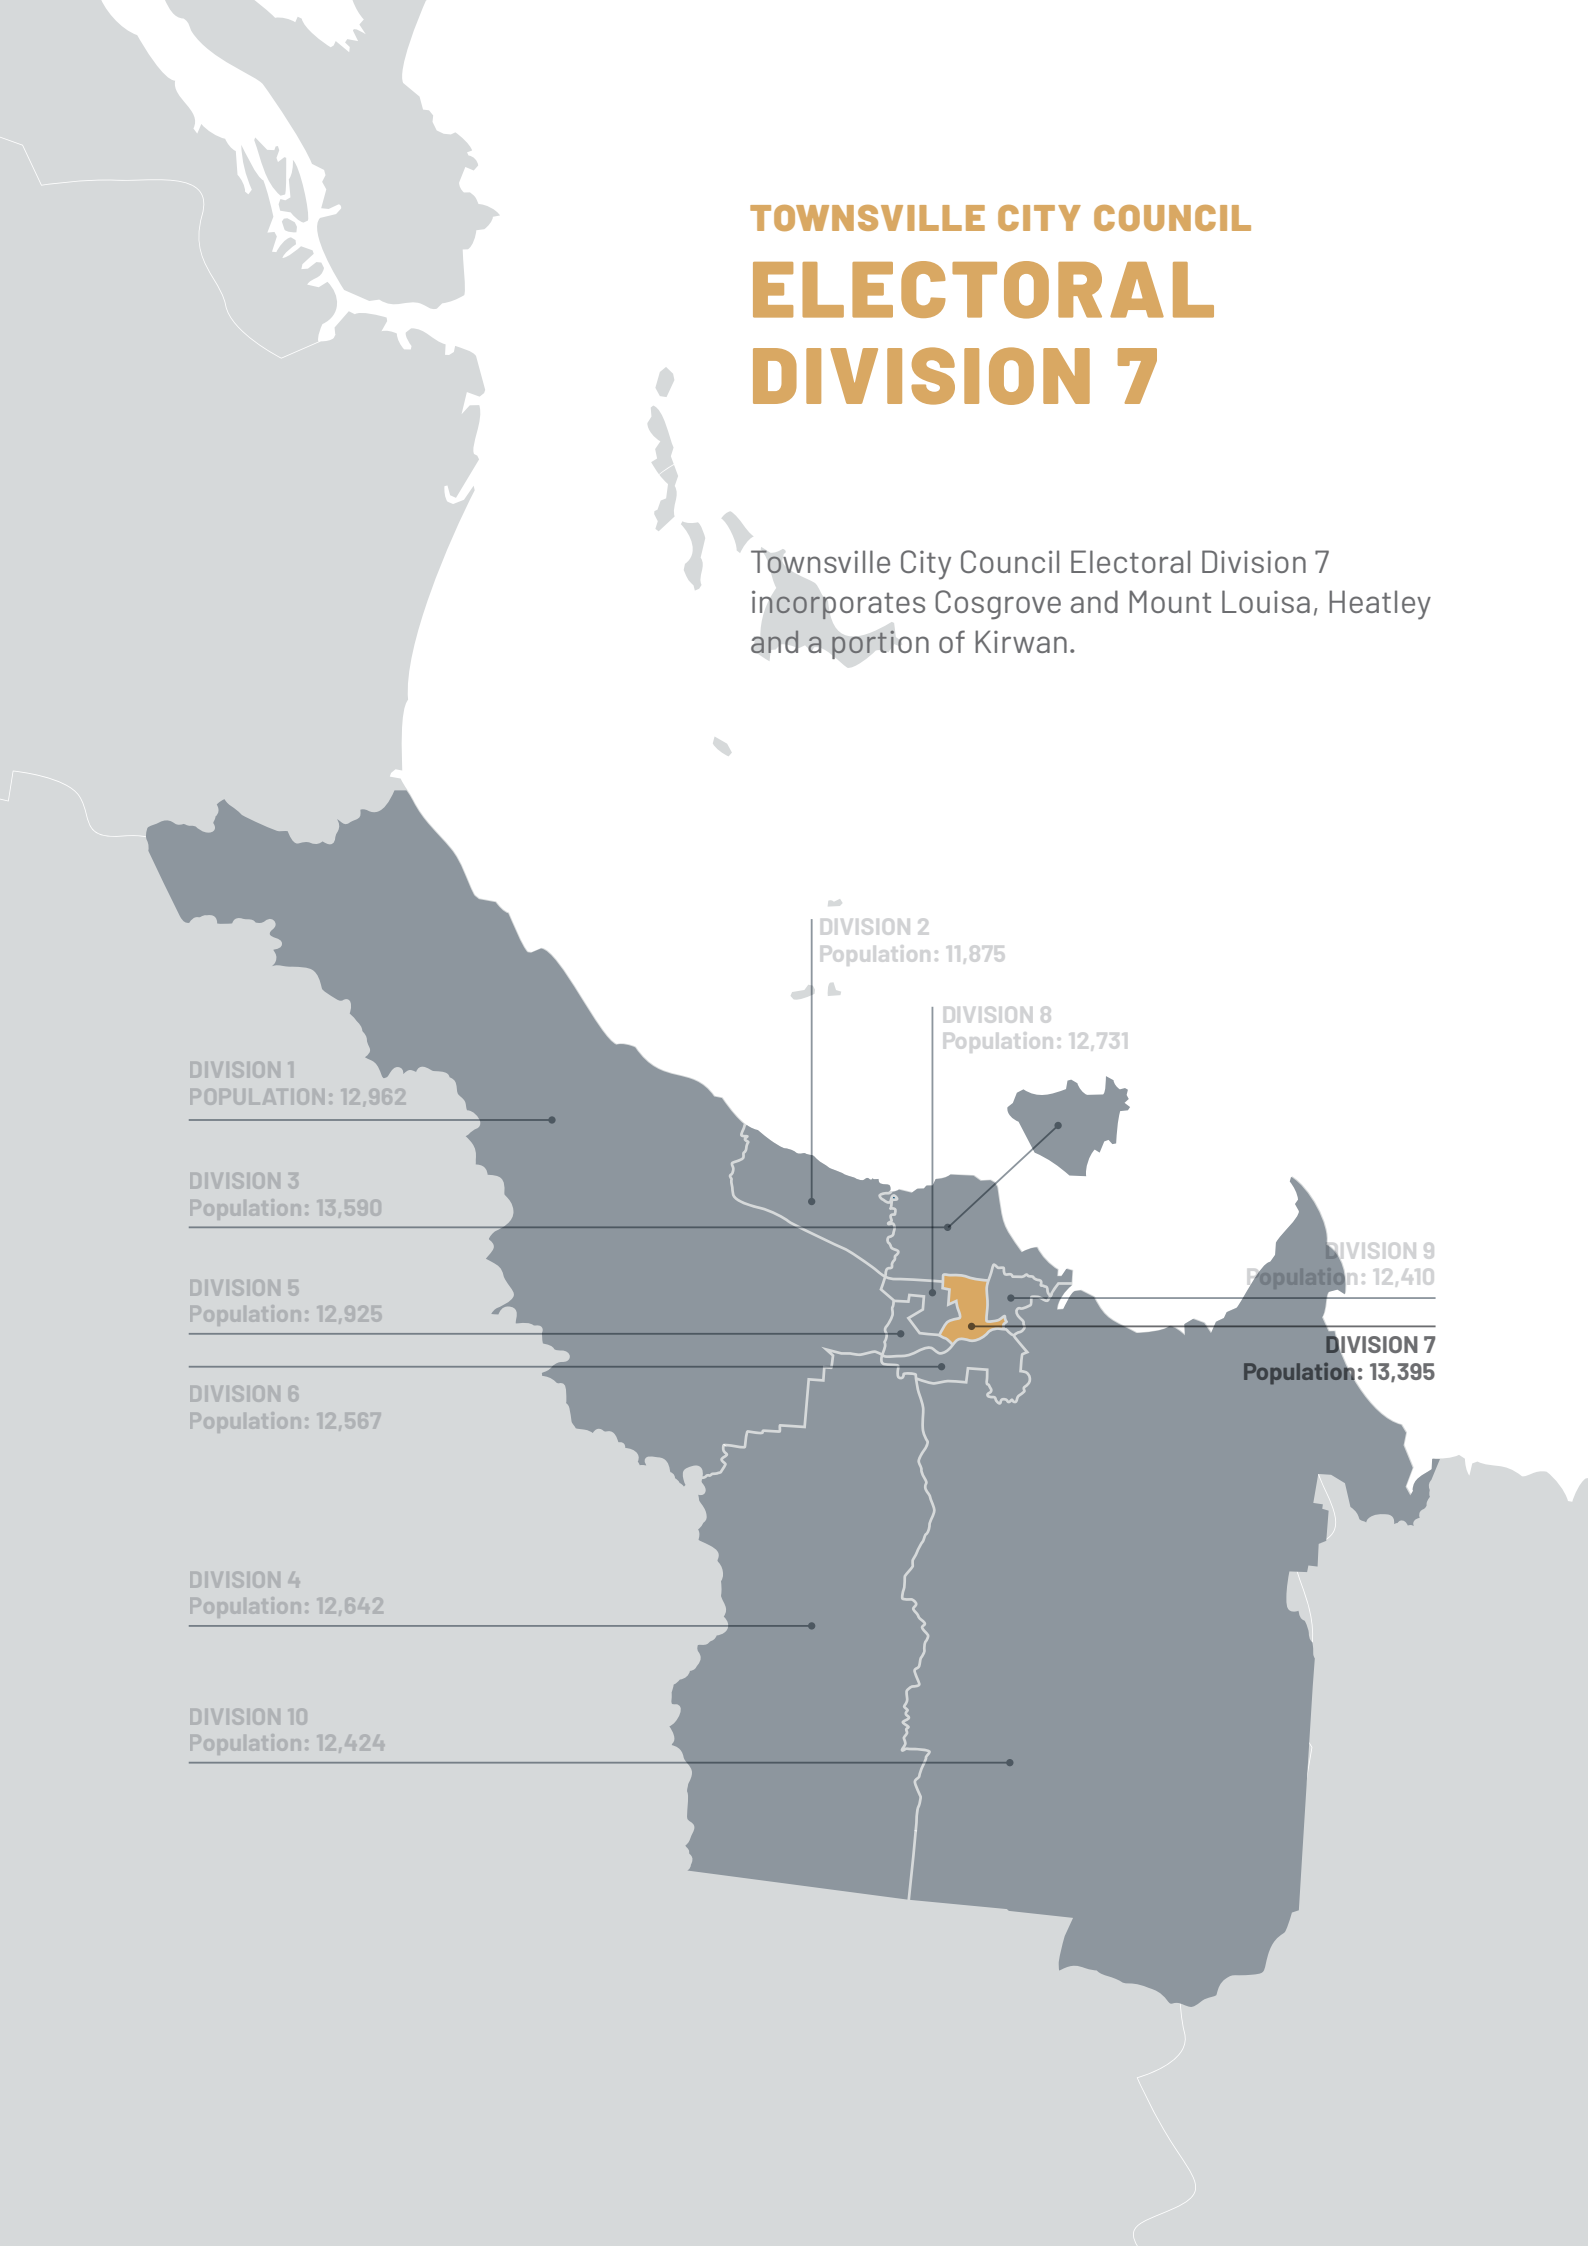 TOWNSVILLE CITY COUNCIL
ELECTORAL
DIVISION 7
Townsville City Council Electoral Division 7
incorporates Cosgrove and Mount Louisa, Heatley
and a portion of Kirwan.
DIVISION 2
Population: 11,875
DIVISION 8
Population: 12,731
DIVISION 1
POPULATION: 12,962
DIVISION 3
Population: 13,590
DIVISION 9
Population: 12,410
DIVISION 5
Population: 12,925
DIVISION 7
Population: 13,395
DIVISION 6
Population: 12,567
DIVISION 4
Population: 12,642
DIVISION 10
Population: 12,424